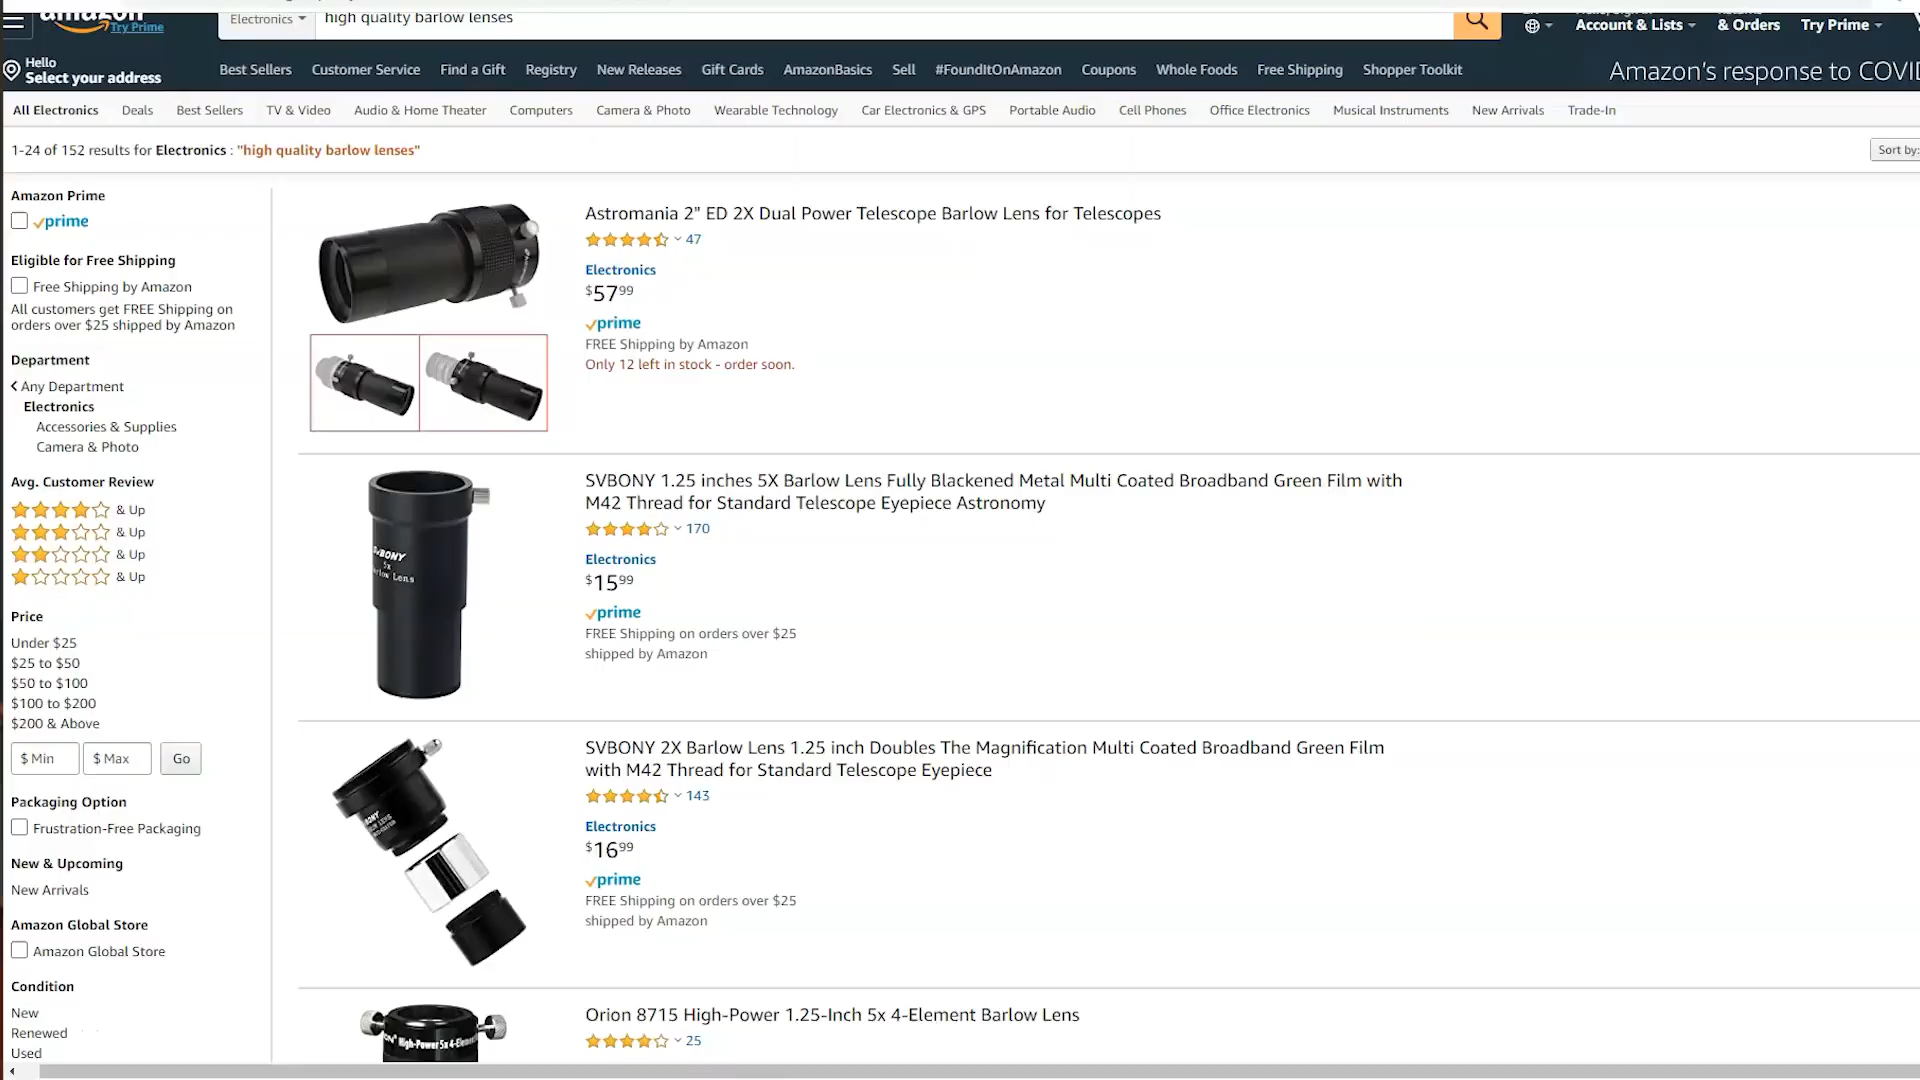 amazon
Try Prime
Electronics
high quality barlow lenses
Account & Lists
& Orders
Try Prime
Hello
Select your address
Best Sellers
Customer Service
Find a Gift
Registry
New Releases
Gift Cards
AmazonBasics
Sell
#FoundItOnAmazon
Coupons
Whole Foods
Free Shipping
Shopper Toolkit
Amazon's response to COVID
All Electronics
Deals
Best Sellers
TV & Video
Audio & Home Theater
Computers
Camera & Photo
Wearable Technology
Car Electronics & GPS
Portable Audio
Cell Phones
Office Electronics
Musical Instruments
New Arrivals
Trade-In
1-24 of 152 results for Electronics : "high quality barlow lenses"
Sort by:
Amazon Prime
prime
Eligible for Free Shipping
Free Shipping by Amazon
All customers get FREE Shipping on
orders over $25 shipped by Amazon
Department
Any Department
Electronics
Accessories & Supplies
Camera & Photo
Avg. Customer Review
& Up
& Up
& Up
& Up
Price
Under $25
$25 to $50
$50 to $100
$100 to $200
$200 & Above
$ Min
$ Max
Go
Packaging Option
Frustration-Free Packaging
New & Upcoming
New Arrivals
Amazon Global Store
Amazon Global Store
Condition
New
Renewed
Used
Astromania 2" ED 2X Dual Power Telescope Barlow Lens for Telescopes
47
Electronics
$5799
prime
FREE Shipping by Amazon
Only 12 left in stock - order soon.
SVBONY
5x
SVBONY 1.25 inches 5X Barlow Lens Fully Blackened Metal Multi Coated Broadband Green Film with
M42 Thread for Standard Telescope Eyepiece Astronomy
170
Electronics
$1599
prime
FREE Shipping on orders over $25
shipped by Amazon
SVBONY 2X Barlow Lens 1.25 inch Doubles The Magnification Multi Coated Broadband Green Film
with M42 Thread for Standard Telescope Eyepiece
143
Electronics
$1699
prime
FREE Shipping on orders over $25
shipped by Amazon
High-Power 5x 4-Element
Orion 8715 High-Power 1.25-Inch 5x 4-Element Barlow Lens
25